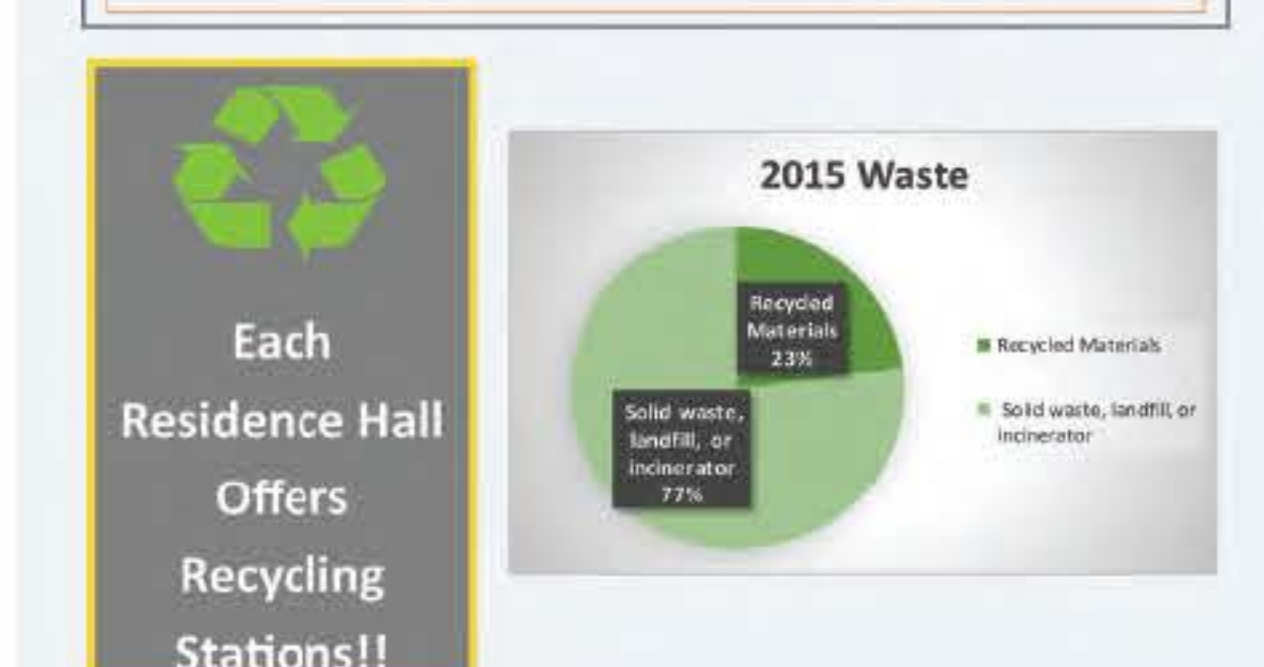 Each
Residence Hall
Offers
Recycling
Stations!!
2015 Waste
Recycled
Materials
23%
Solid waste,
landfill, or
incinerator
77%
Recycled Materials
Solid waste, landfill, or
incinerator